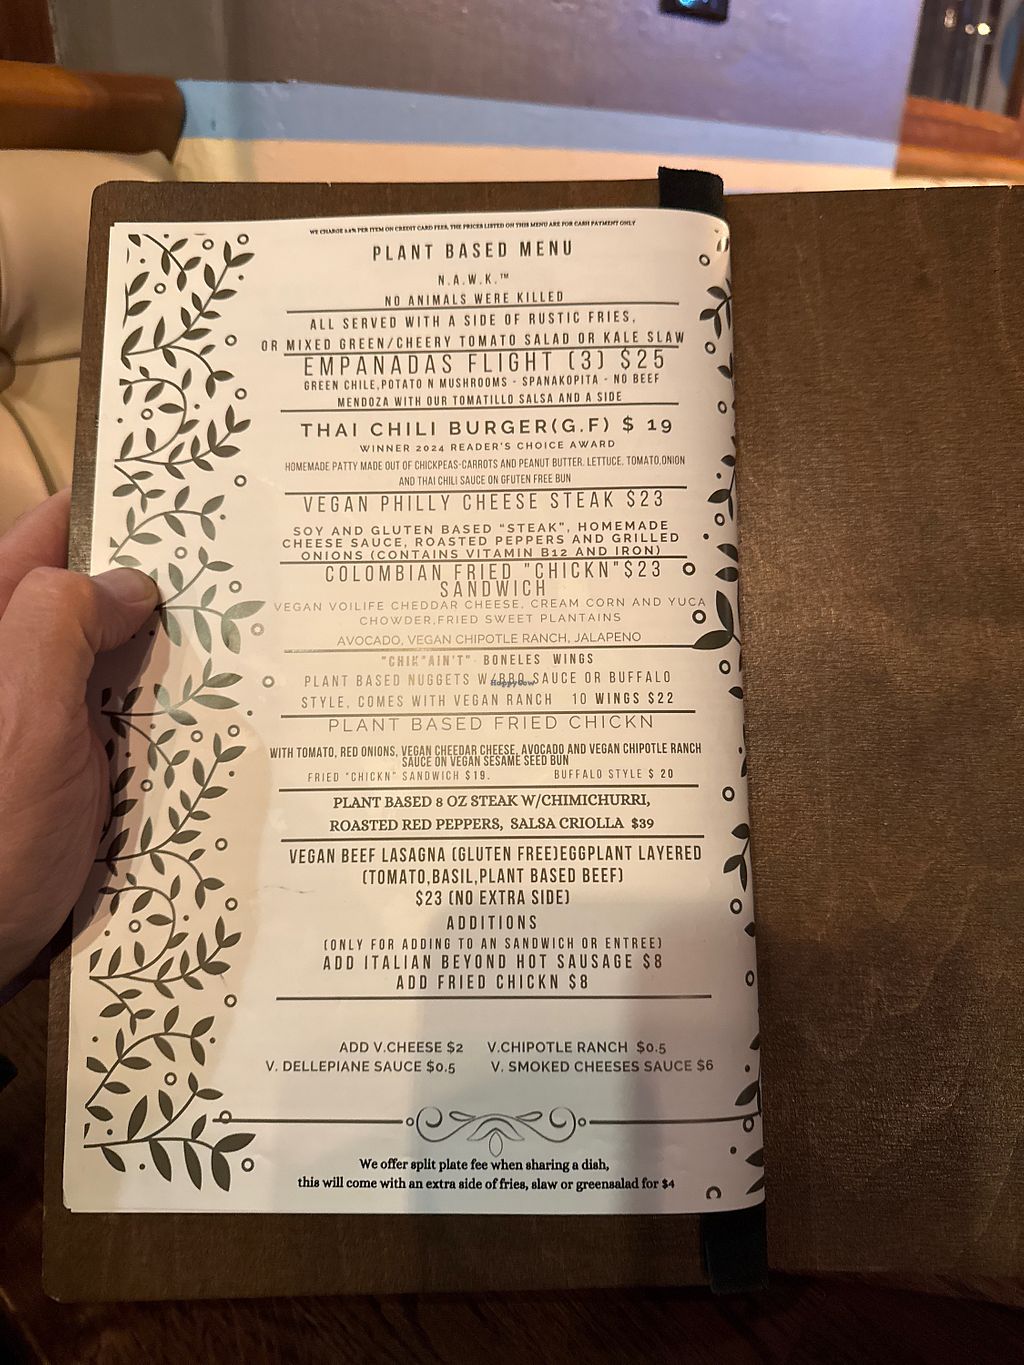 WE CHARGE 3.9% PER ITEM ON CREDIT CARD FEES, THE PRICES LISTED ON THIS MENU ARE FOR CASH PAYMENT ONLY
PLANT BASED MENU
N.A.W.K.™
NO ANIMALS WERE KILLED
ALL SERVED WITH A SIDE OF RUSTIC FRIES,
OR MIXED GREEN/CHEERY TOMATO SALAD OR KALE SLAW
EMPANADAS FLIGHT (3) $25
GREEN CHILE,POTATO N MUSHROOMS - SPANAKOPITA - NO BEEF
MENDOZA WITH OUR TOMATILLO SALSA AND A SIDE
THAI CHILI BURGER(G.F) $ 19
WINNER 2024 READER'S CHOICE AWARD
HOMEMADE PATTY MADE OUT OF CHICKPEAS-CARROTS AND PEANUT BUTTER. LETTUCE, TOMATO,ONION
AND THAI CHILI SAUCE ON GFUTEN FREE BUN
VEGAN PHILLY CHEESE STEAK $23
SOY AND GLUTEN BASED "STEAK", HOMEMADE
CHEESE SAUCE, ROASTED PEPPERS AND GRILLED
ONIONS (CONTAINS VITAMIN B12 AND IRON)
COLOMBIAN FRIED "CHICKN"$23
SANDWICH
VEGAN VOILIFE CHEDDAR CHEESE, CREAM CORN AND YUCA
CHOWDER,FRIED SWEET PLANTAINS
AVOCADO, VEGAN CHIPOTLE RANCH, JALAPENO
"CHIK"AIN'T" BONELES WINGS
PLANT BASED NUGGETS W/BBQ SAUCE OR BUFFALO
HappyCow
STYLE, COMES WITH VEGAN RANCH 10 WINGS $22
PLANT BASED FRIED CHICKN
WITH TOMATO, RED ONIONS, VEGAN CHEEDAR CHEESE, AVOCADO AND VEGAN CHIPOTLE RANCH
SAUCE ON VEGAN SESAME SEED BUN
FRIED "CHICKN" SANDWICH $19. BUFFALO STYLE $ 20
PLANT BASED 8 OZ STEAK W/CHIMICHURRI,
ROASTED RED PEPPERS, SALSA CRIOLLA $39
VEGAN BEEF LASAGNA (GLUTEN FREE)EGGPLANT LAYERED
(TOMATO,BASIL,PLANT BASED BEEF)
$23 (NO EXTRA SIDE)
ADDITIONS
(ONLY FOR ADDING TO AN SANDWICH OR ENTREE)
ADD ITALIAN BEYOND HOT SAUSAGE $8
ADD FRIED CHICKN $8
ADD V.CHEESE $2 V.CHIPOTLE RANCH $0.5
V. DELLEPIANE SAUCE $0.5 V. SMOKED CHEESES SAUCE $6
We offer split plate fee when sharing a dish,
this will come with an extra side of fries, slaw or greensalad for $4